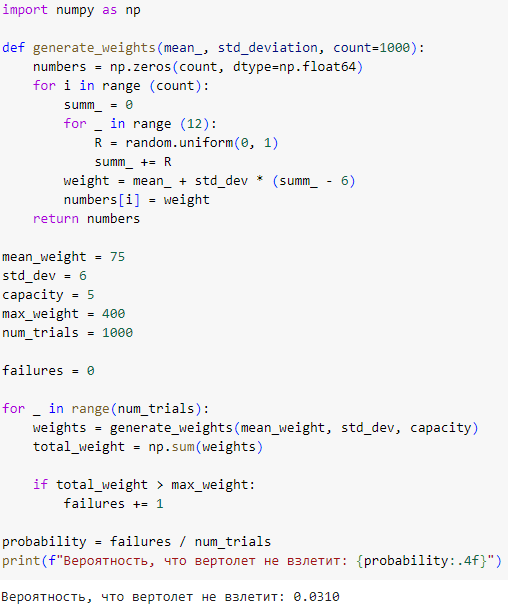 import numpy as np
def generate_weights(mean_, std_deviation, count=1000):
    numbers = np.zeros(count, dtype=np.float64)
    for i in range (count):
        summ_ = 0
        for _ in range (12):
            R = random.uniform(0, 1)
            summ_ += R
        weight = mean_ + std_dev * (summ_ - 6)
        numbers[i] = weight
    return numbers
mean_weight = 75
std_dev = 6
capacity = 5
max_weight = 400
num_trials = 1000
failures = 0
for _ in range(num_trials):
    weights = generate_weights(mean_weight, std_dev, capacity)
    total_weight = np.sum(weights)
    if total_weight > max_weight:
        failures += 1
probability = failures / num_trials
print(f"Вероятность, что вертолет не взлетит: {probability:.4f}")
Вероятность, что вертолет не взлетит: 0.0310